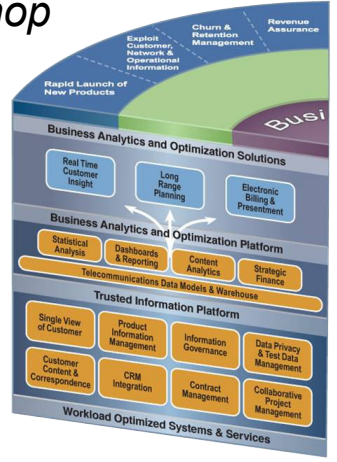 hop
Revenue
Assurance
Churn &
Retention
Management
Exploit
Customer,
Network &
Operational
Information
Rapid Launch of
New Products
Busi
Business Analytics and Optimization Solutions
Real Time
Customer
Insight
Long
Range
Planning
Electronic
Billing &
Presentment
Business Analytics and Optimization Platform
Statistical
Analysis
Dashboards
& Reporting
Content
Analytics
Strategic
Finance
Telecommunications Data Models & Warehouse
Trusted Information Platform
Single View
of Customer
Product
Information
Management
Information
Governance
Data Privacy
& Test Data
Management
Customer
Content &
Correspondence
CRM
Integration
Contract
Management
Collaborative
Project
Management
Workload Optimized Systems & Services